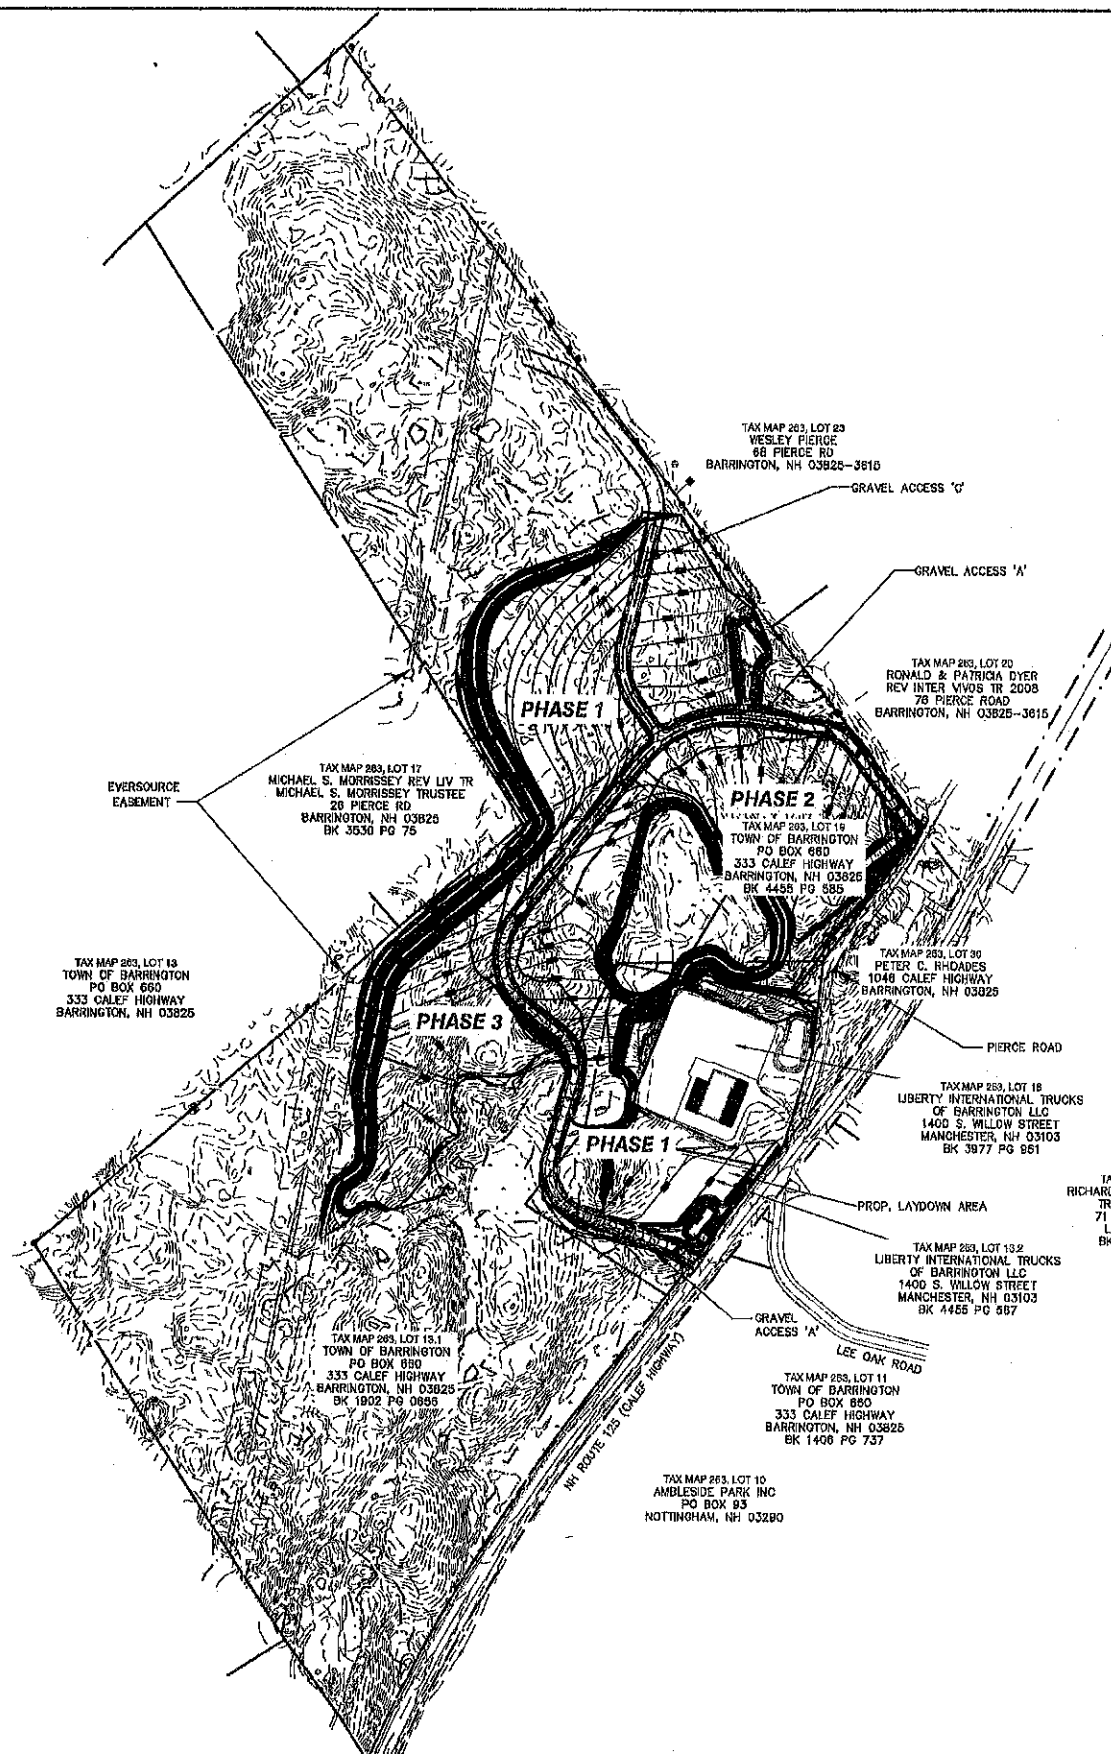 TAX MAP 263, LOT 23
WESLEY PIERCE
68 PIERCE RD
BARRINGTON, NH 03825-3615
GRAVEL ACCESS 'C'
GRAVEL ACCESS 'A'
TAX MAP 263, LOT 20
RONALD & PATRICIA DYER
REV INTER VIVOS TR 2008
76 PIERCE ROAD
BARRINGTON, NH 03825-3615
PHASE 1
TAX MAP 263, LOT 17
MICHAEL S. MORRISSEY REV LIV TR
MICHAEL S. MORRISSEY TRUSTEE
26 PIERCE RD
BARRINGTON, NH 03825
BK 3530 PG 75
EVERSOURCE
EASEMENT
PHASE 2
TAX MAP 263, LOT 19
TOWN OF BARRINGTON
PO BOX 660
333 CALEF HIGHWAY
BARRINGTON, NH 03825
BK 4455 PG 585
TAX MAP 263, LOT 13
TOWN OF BARRINGTON
PO BOX 660
333 CALEF HIGHWAY
BARRINGTON, NH 03825
TAX MAP 263, LOT 30
PETER C. RHOADES
1046 CALEF HIGHWAY
BARRINGTON, NH 03825
PHASE 3
PIERCE ROAD
TAX MAP 263, LOT 18
LIBERTY INTERNATIONAL TRUCKS
OF BARRINGTON LLC
1400 S. WILLOW STREET
MANCHESTER, NH 03103
BK 3977 PG 951
PHASE 1
PROP. LAYDOWN AREA
TA
RICHARD
TR
71
L
BK
TAX MAP 263, LOT 13.2
LIBERTY INTERNATIONAL TRUCKS
OF BARRINGTON LLC
1400 S. WILLOW STREET
MANCHESTER, NH 03103
BK 4455 PG 587
GRAVEL
ACCESS 'A'
LEE OAK ROAD
TAX MAP 263, LOT 13.1
TOWN OF BARRINGTON
PO BOX 660
333 CALEF HIGHWAY
BARRINGTON, NH 03825
BK 1902 PG 0656
NH ROUTE 125 (CALEF HIGHWAY)
TAX MAP 263, LOT 11
TOWN OF BARRINGTON
PO BOX 660
333 CALEF HIGHWAY
BARRINGTON, NH 03825
BK 1406 PG 737
TAX MAP 263, LOT 10
AMBLESIDE PARK INC
PO BOX 93
NOTTINGHAM, NH 03290